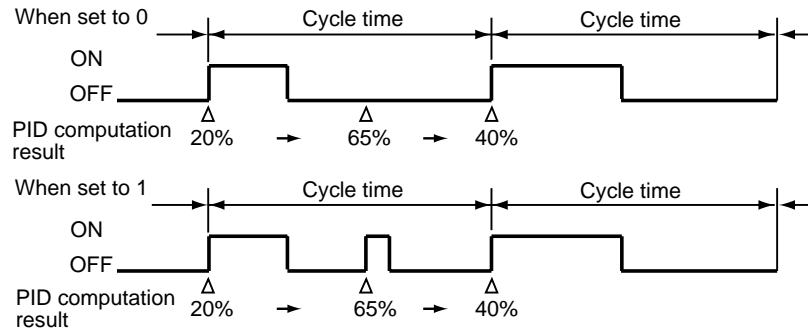 When set to 0
Cycle time
Cycle time
ON
OFF
PID computation
result
20%
65%
40%
When set to 1
Cycle time
Cycle time
ON
OFF
PID computation
result
20%
65%
40%